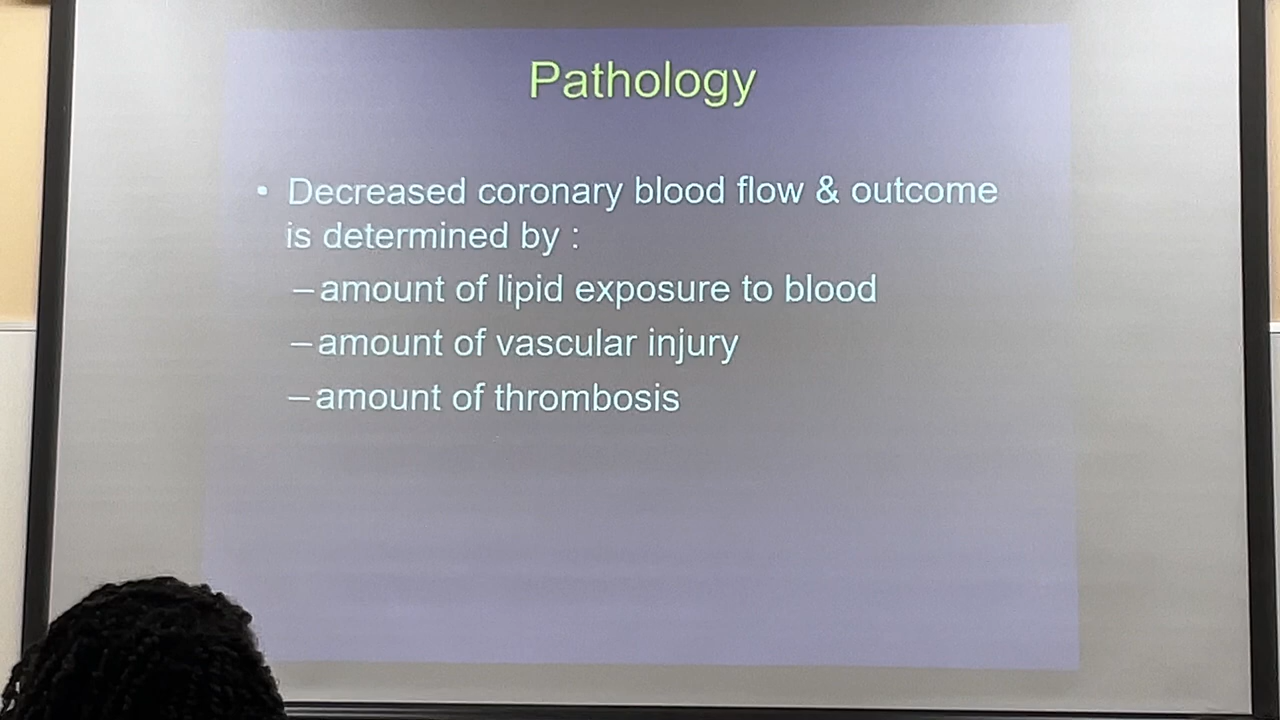 Pathology
• Decreased coronary blood flow & outcome
is determined by :
– amount of lipid exposure to blood
– amount of vascular injury
– amount of thrombosis